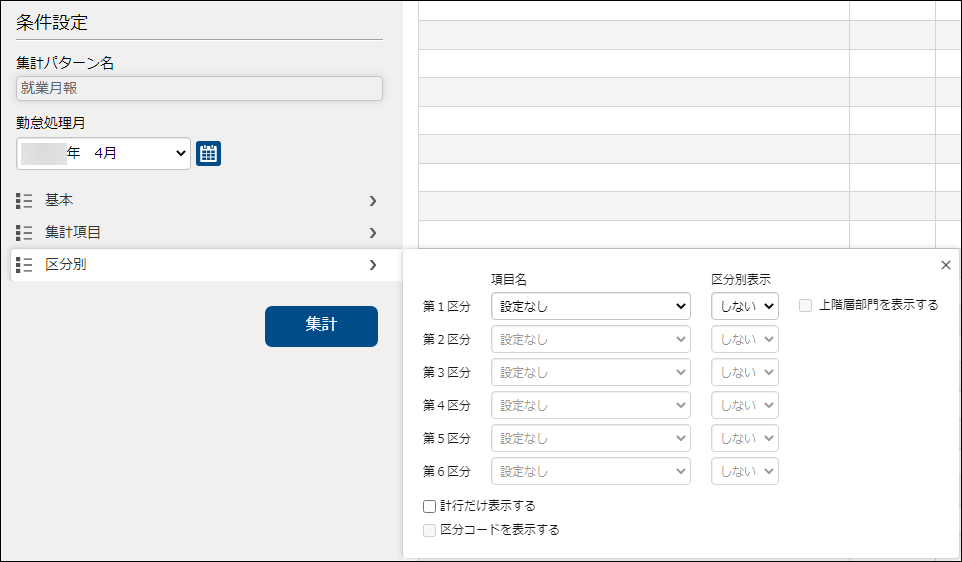 条件設定
集計パターン名
就業月報
勤怠処理月
年 4月
基本
集計項目
区分別
集計
項目名 区分別表示
第1区分 設定なし しない 上階層部門を表示する
第2区分 設定なし しない
第3区分 設定なし しない
第4区分 設定なし しない
第5区分 設定なし しない
第6区分 設定なし しない
計行だけ表示する
区分コードを表示する